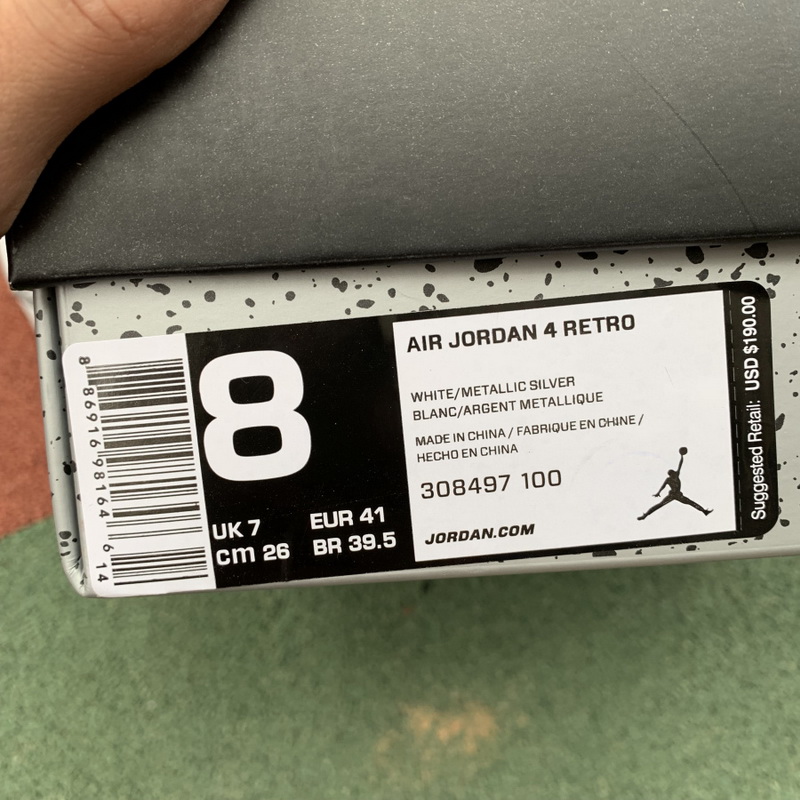 8 86916 98164 6 14
8
UK 7
EUR 41
cm 26
BR 39.5
AIR JORDAN 4 RETRO
WHITE/METALLIC SILVER
BLANC/ARGENT METALLIQUE
MADE IN CHINA / FABRIQUE EN CHINE /
HECHO EN CHINA
308497 100
JORDAN.COM
Suggested Retail: USD $190.00